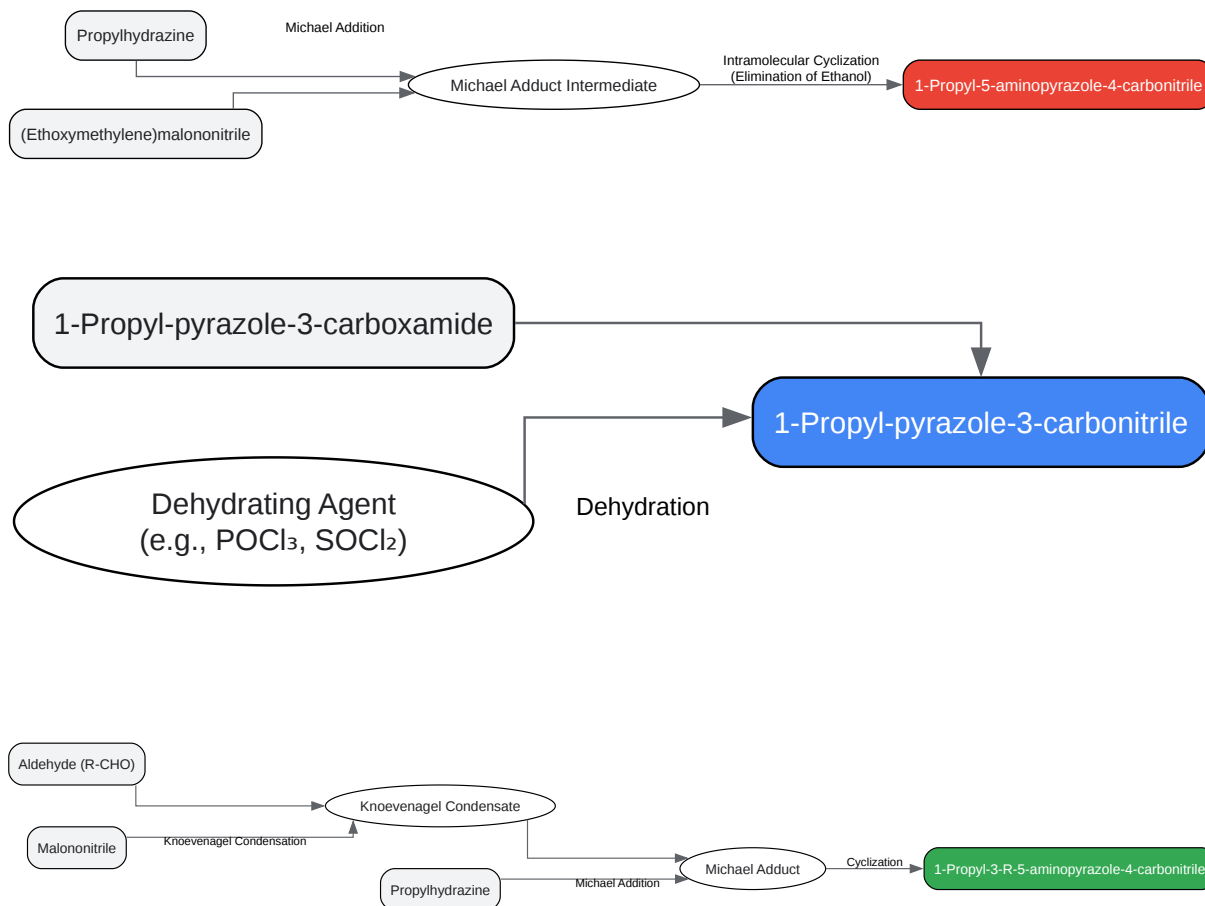 Propylhydrazine
Michael Addition
Michael Adduct Intermediate
Intramolecular Cyclization
(Elimination of Ethanol)
1-Propyl-5-aminopyrazole-4-carbonitrile
(Ethoxymethylene)malononitrile
1-Propyl-pyrazole-3-carboxamide
1-Propyl-pyrazole-3-carbonitrile
Dehydrating Agent
(e.g., POCl₃, SOCl₂)
Dehydration
Aldehyde (R-CHO)
Knoevenagel Condensate
Malononitrile
Knoevenagel Condensation
Michael Adduct
Cyclization
1-Propyl-3-R-5-aminopyrazole-4-carbonitrile
Propylhydrazine
Michael Addition